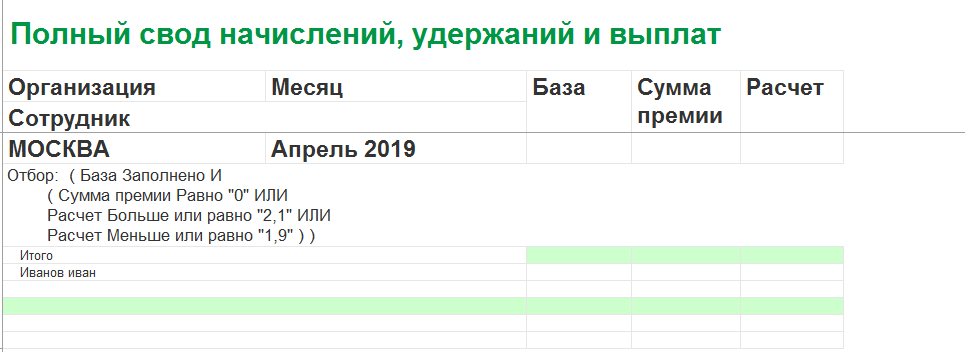 Полный свод начислений, удержаний и выплат
Организация Месяц База Сумма премии Расчет
Сотрудник
МОСКВА Апрель 2019
Отбор: ( База Заполнено И
( Сумма премии Равно "0" ИЛИ
Расчет Больше или равно "2,1" ИЛИ
Расчет Меньше или равно "1,9" ) )
Итого
Иванов иван